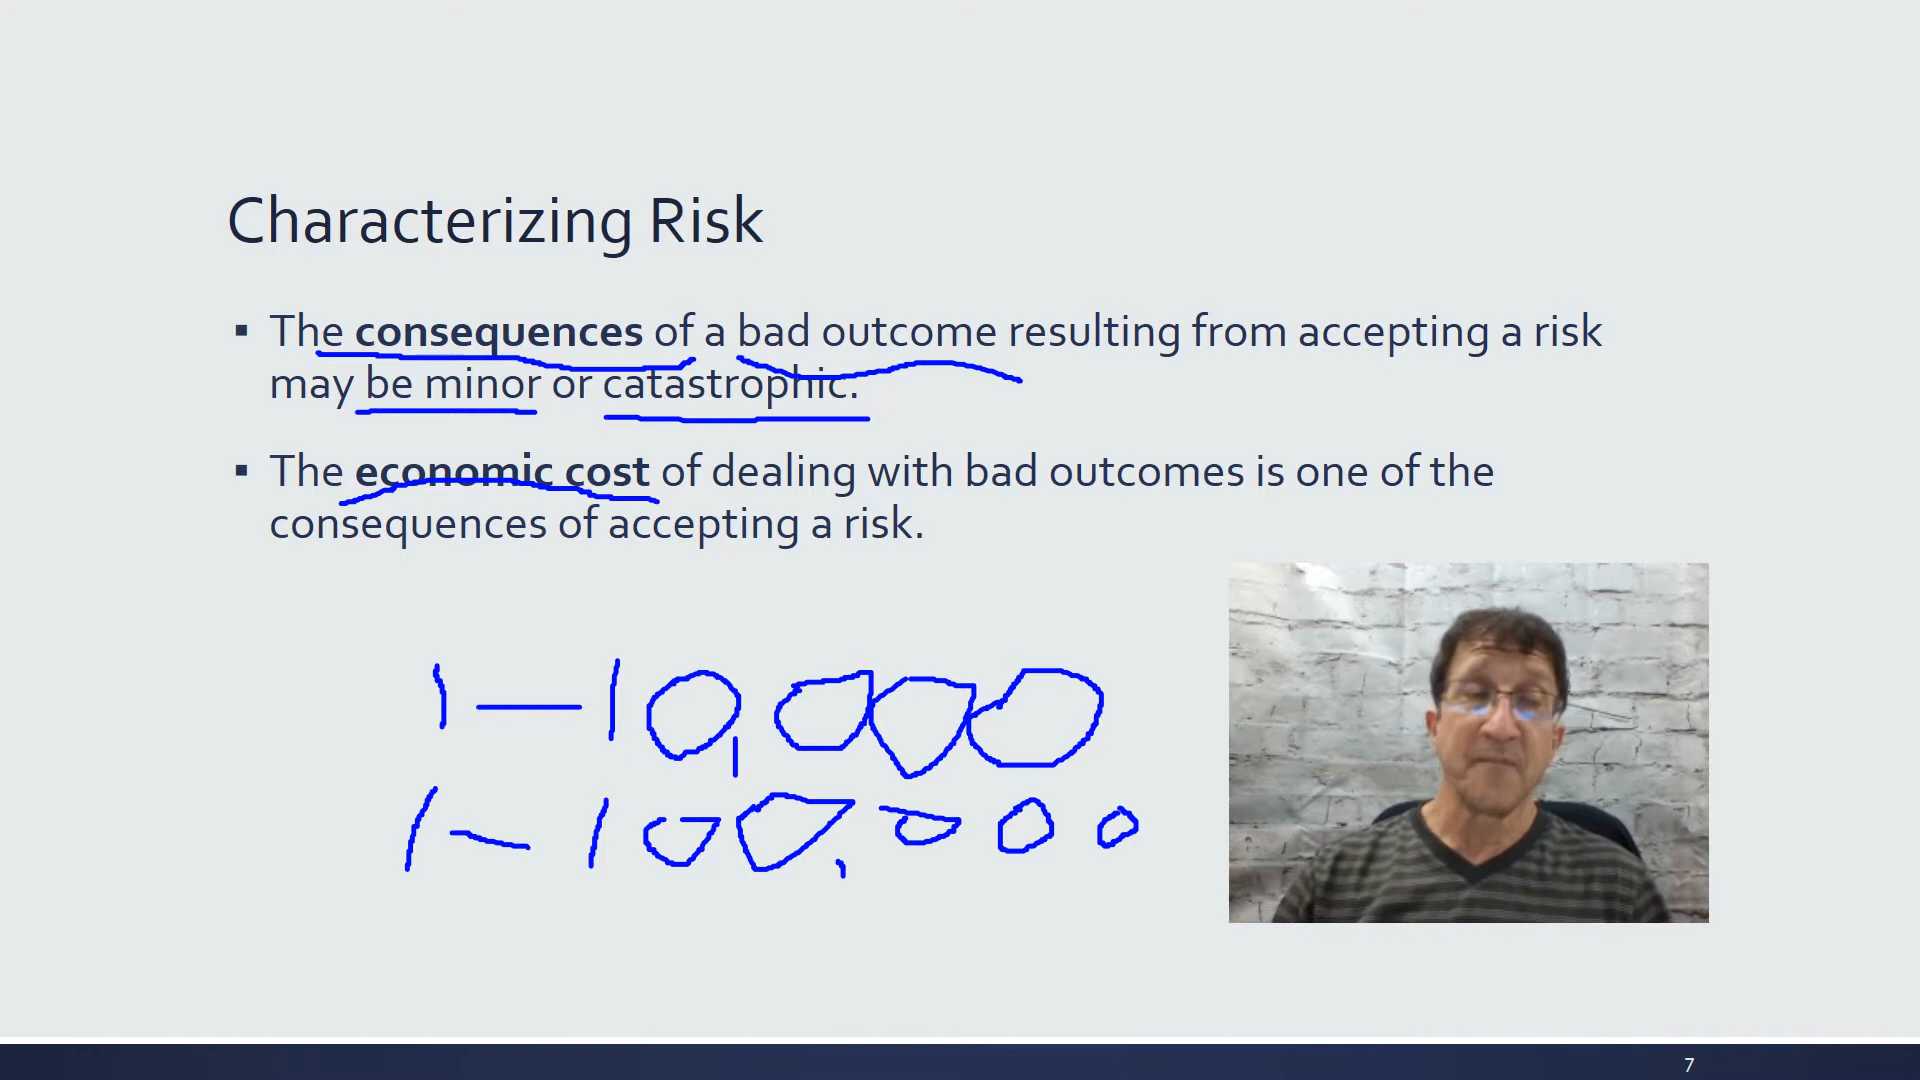 Characterizing Risk
▪ The consequences of a bad outcome resulting from accepting a risk
may be minor or catastrophic.
▪ The economic cost of dealing with bad outcomes is one of the
consequences of accepting a risk.
1 — 10,000
1 — 100,000
7